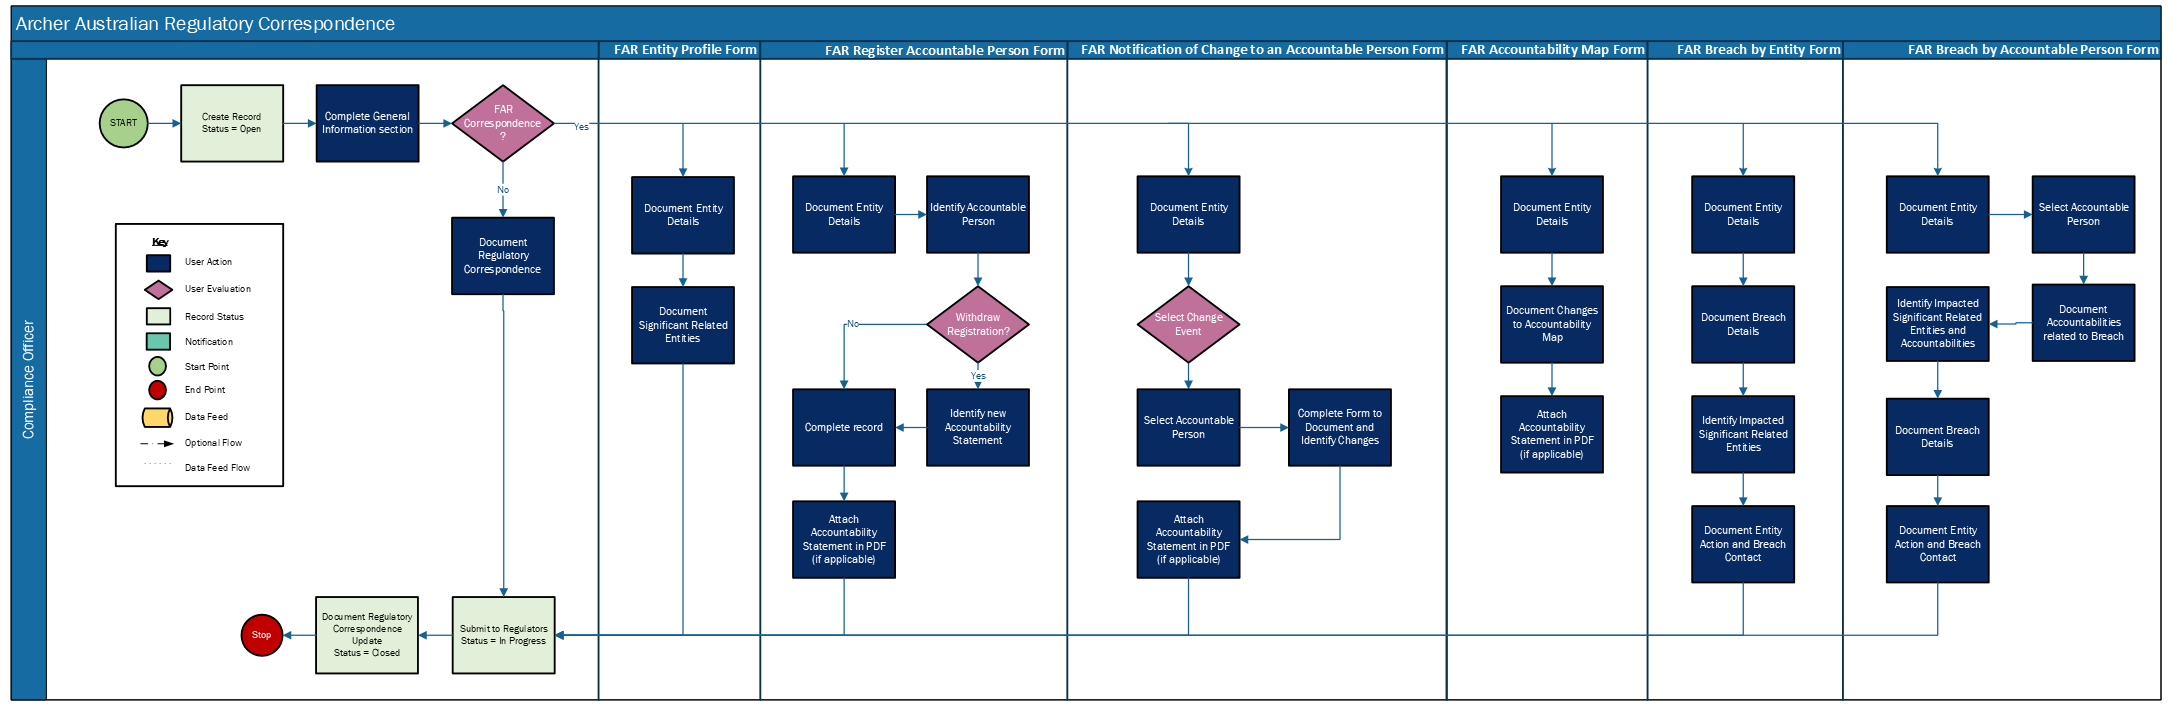 Archer Australian Regulatory Correspondence
FAR Entity Profile Form
FAR Register Accountable Person Form
FAR Notification of Change to an Accountable Person Form
FAR Accountability Map Form
FAR Breach by Entity Form
FAR Breach by Accountable Person Form
Compliance Officer
START
Create Record
Status = Open
Complete General
Information section
FAR
Correspondence
?
Yes
No
Document
Regulatory
Correspondence
Key
User Action
User Evaluation
Record Status
Notification
Start Point
End Point
Data Feed
Optional Flow
Data Feed Flow
Stop
Document Regulatory
Correspondence
Update
Status = Closed
Submit to Regulators
Status = In Progress
Document Entity
Details
Document
Significant Related
Entities
Document Entity
Details
Identify Accountable
Person
Withdraw
Registration?
No
Yes
Complete record
Identify new
Accountability
Statement
Attach
Accountability
Statement in PDF
(if applicable)
Document Entity
Details
Select Change
Event
Select Accountable
Person
Complete Form to
Document and
Identify Changes
Attach
Accountability
Statement in PDF
(if applicable)
Document Entity
Details
Document Changes
to Accountability
Map
Attach
Accountability
Statement in PDF
(if applicable)
Document Entity
Details
Document Breach
Details
Identify Impacted
Significant Related
Entities
Document Entity
Action and Breach
Contact
Document Entity
Details
Select Accountable
Person
Document
Accountabilities
related to Breach
Identify Impacted
Significant Related
Entities and
Accountabilities
Document Breach
Details
Document Entity
Action and Breach
Contact